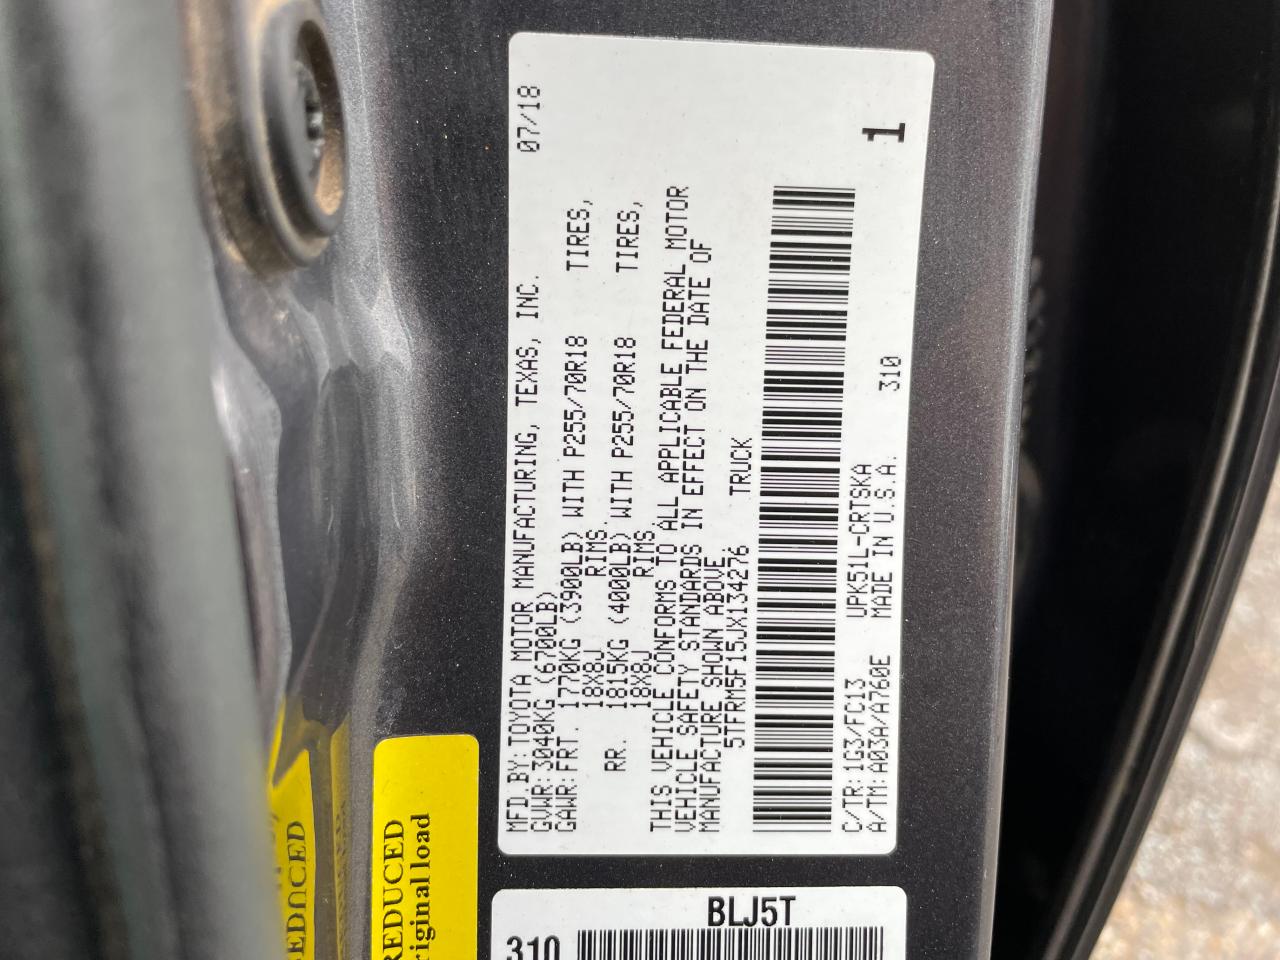 MFD.BY:TOYOTA MOTOR MANUFACTURING, TEXAS, INC. 07/18
GVWR:3040KG (6700LB)
GAWR:FRT. 1770KG (3900LB) WITH P255/70R18 TIRES,
18X8J RIMS.
RR. 1815KG (4000LB) WITH P255/70R18 TIRES,
18X8J RIMS.
THIS VEHICLE CONFORMS TO ALL APPLICABLE FEDERAL MOTOR
VEHICLE SAFETY STANDARDS IN EFFECT ON THE DATE OF
MANUFACTURE SHOWN ABOVE.
5TFRM5F15JX134276 TRUCK
C/TR:1G3/FC13 UPK51L-CRTSKA
A/TM:A03A/A760E MADE IN U.S.A. 310 1
REDUCED
riginal load
BLJ5T
310